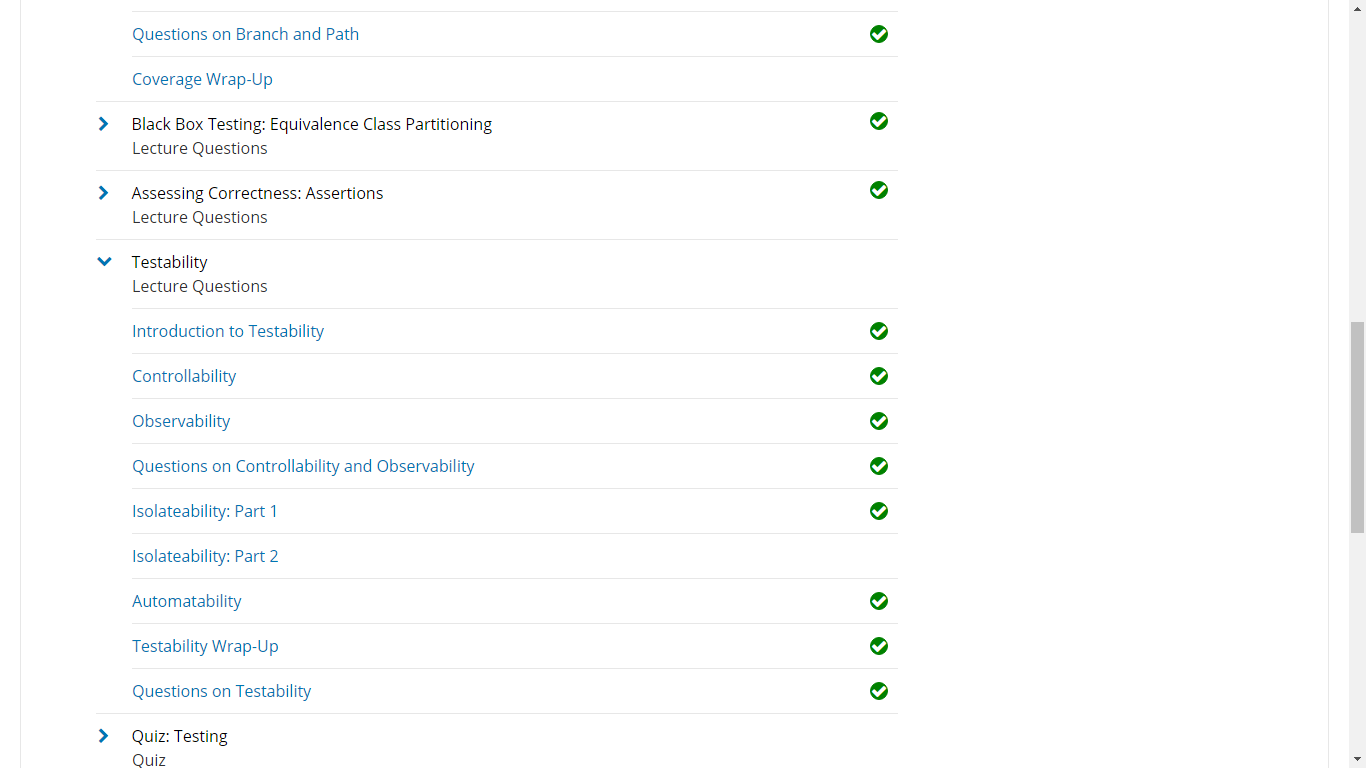 Questions on Branch and Path
Coverage Wrap-Up
Black Box Testing: Equivalence Class Partitioning
Lecture Questions
Assessing Correctness: Assertions
Lecture Questions
Testability
Lecture Questions
Introduction to Testability
Controllability
Observability
Questions on Controllability and Observability
Isolateability: Part 1
Isolateability: Part 2
Automatability
Testability Wrap-Up
Questions on Testability
Quiz: Testing
Quiz